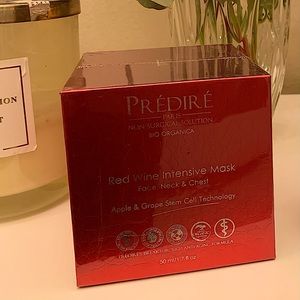 ION
T
PRÉDIRÉ
PARIS
NON SURGICAL SOLUTION
BIO ORGANICA
Red Wine Intensive Mask
Face, Neck & Chest
Apple & Grape Stem Cell Technology
50 ml/1.7 fl.oz